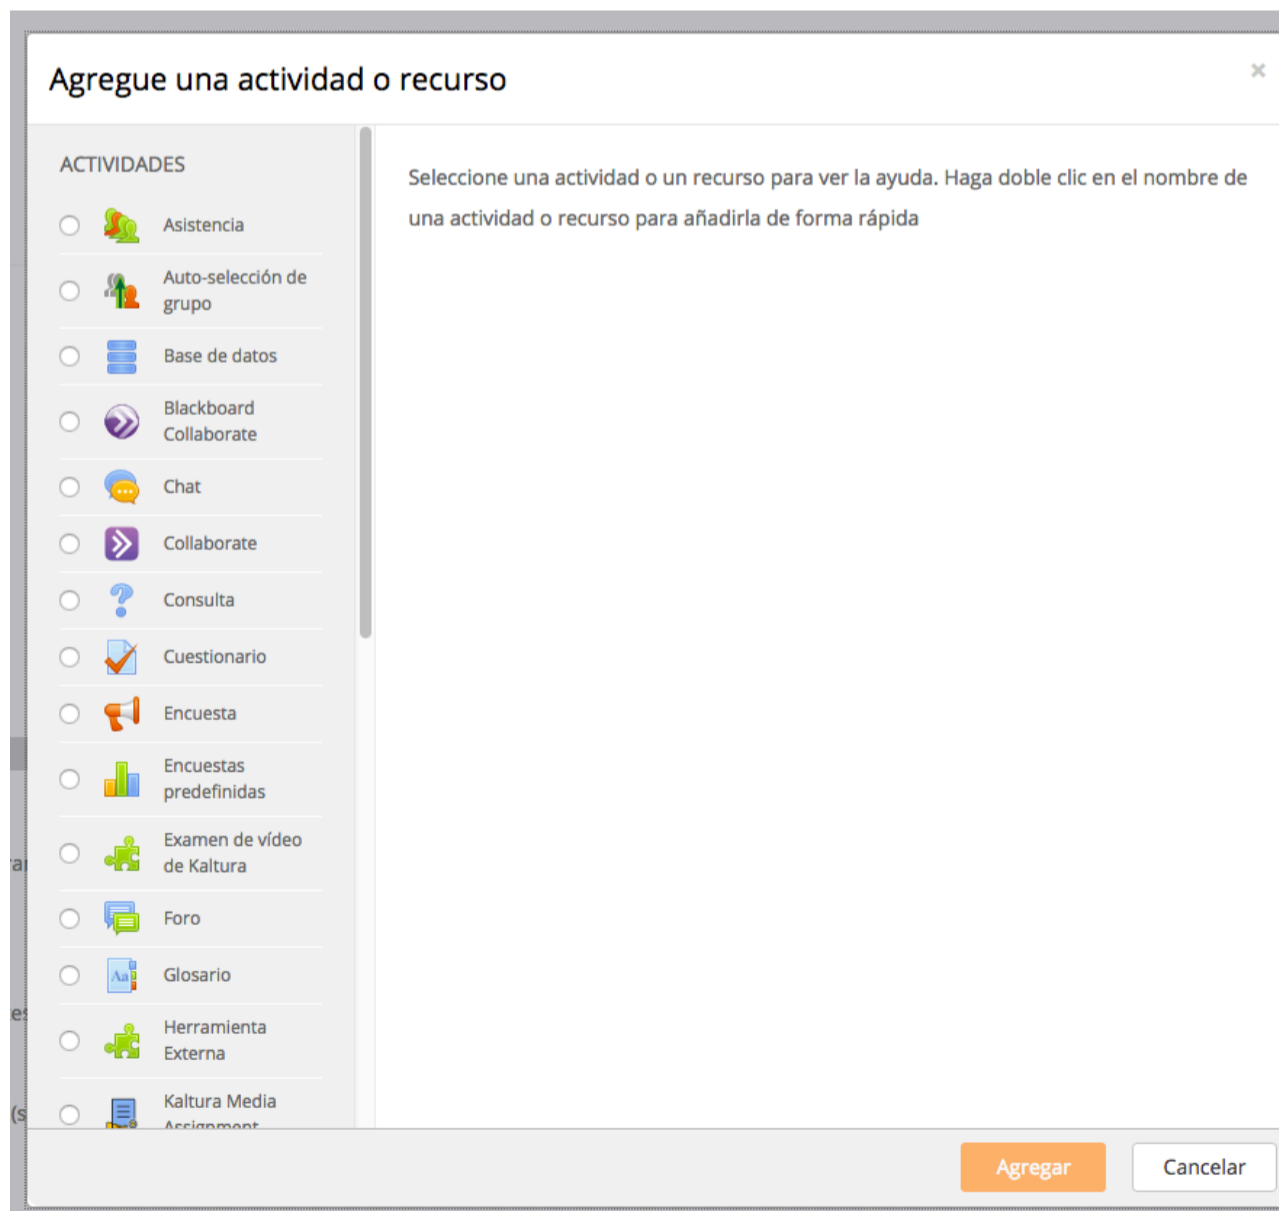 Agregue una actividad o recurso
×
ACTIVIDADES
Asistencia
Auto-selección de
grupo
Base de datos
Blackboard
Collaborate
Chat
Collaborate
Consulta
Cuestionario
Encuesta
Encuestas
predefinidas
Examen de vídeo
de Kaltura
Foro
Aa
Glosario
Herramienta
Externa
Kaltura Media
Assignment
Seleccione una actividad o un recurso para ver la ayuda. Haga doble clic en el nombre de
una actividad o recurso para añadirla de forma rápida
Agregar
Cancelar